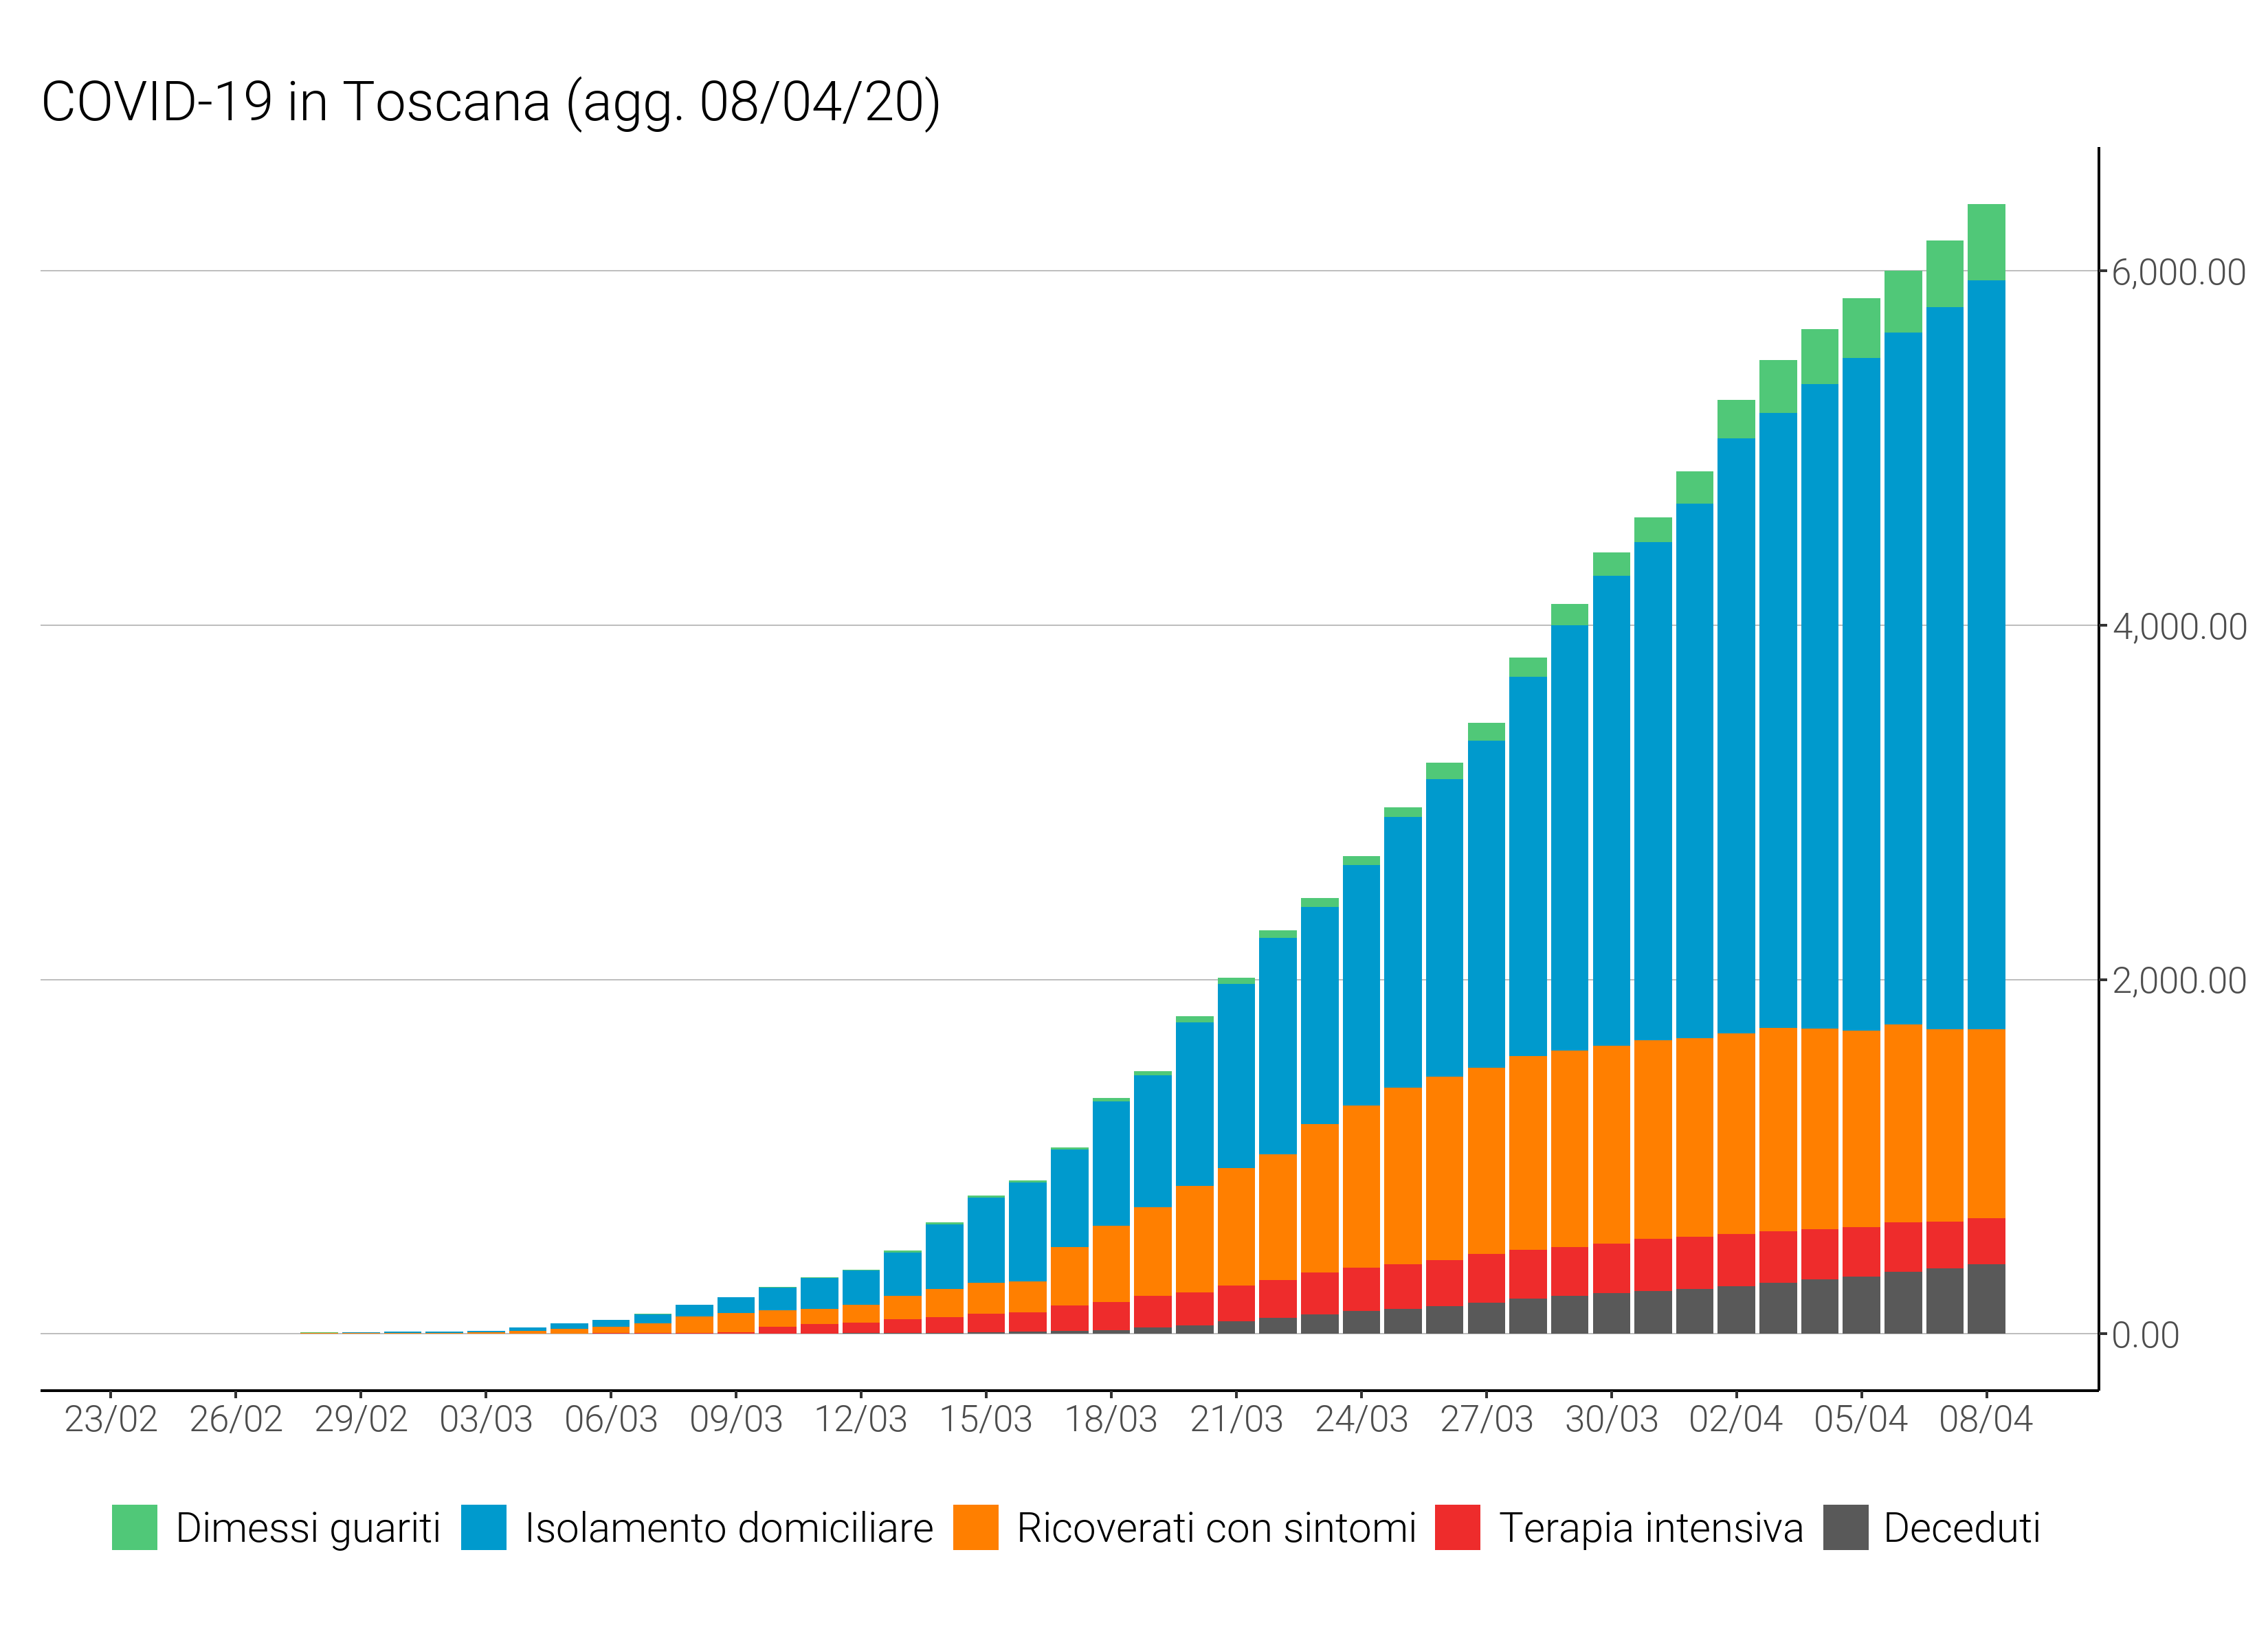 COVID-19 in Toscana (agg. 08/04/20)
6,000.00
4,000.00
2,000.00
0.00
23/02 26/02 29/02 03/03 06/03 09/03 12/03 15/03 18/03 21/03 24/03 27/03 30/03 02/04 05/04 08/04
Dimessi guariti Isolamento domiciliare Ricoverati con sintomi Terapia intensiva Deceduti